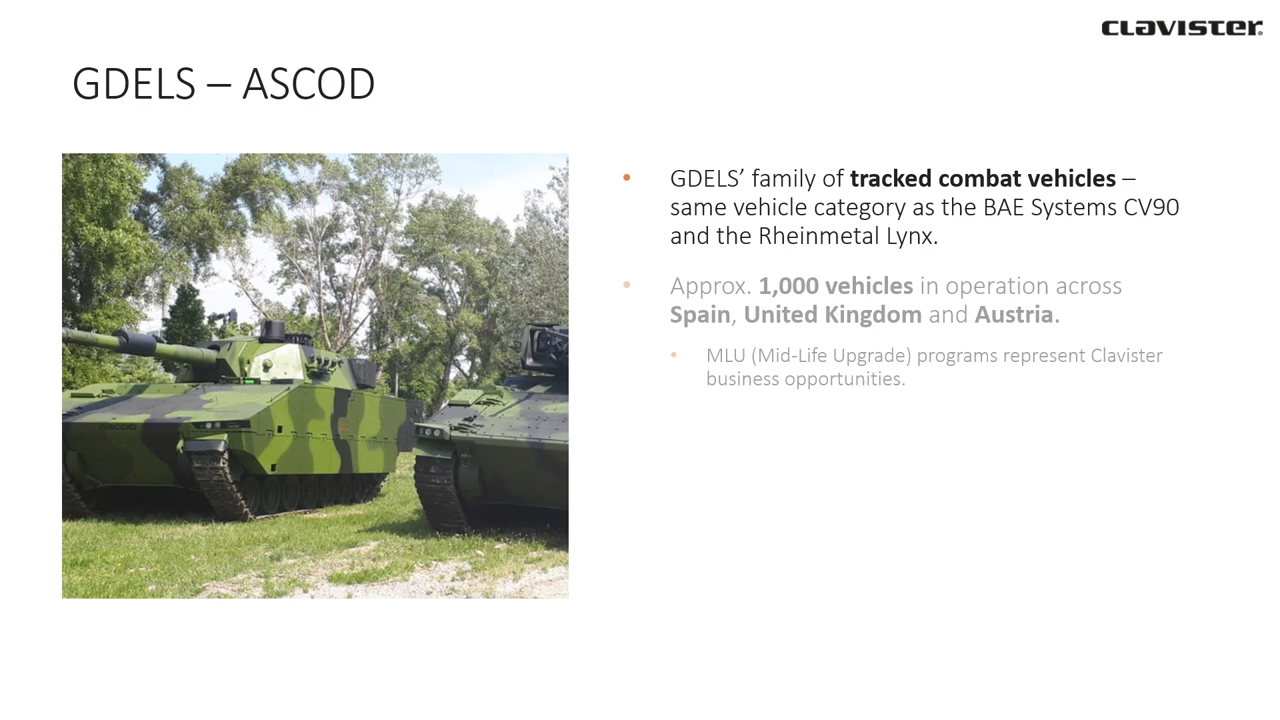 CLAVISTER
GDELS – ASCOD
GDELS’ family of tracked combat vehicles –
same vehicle category as the BAE Systems CV90
and the Rheinmetal Lynx.
Approx. 1,000 vehicles in operation across
Spain, United Kingdom and Austria.
MLU (Mid-Life Upgrade) programs represent Clavister
business opportunities.
ASCOD